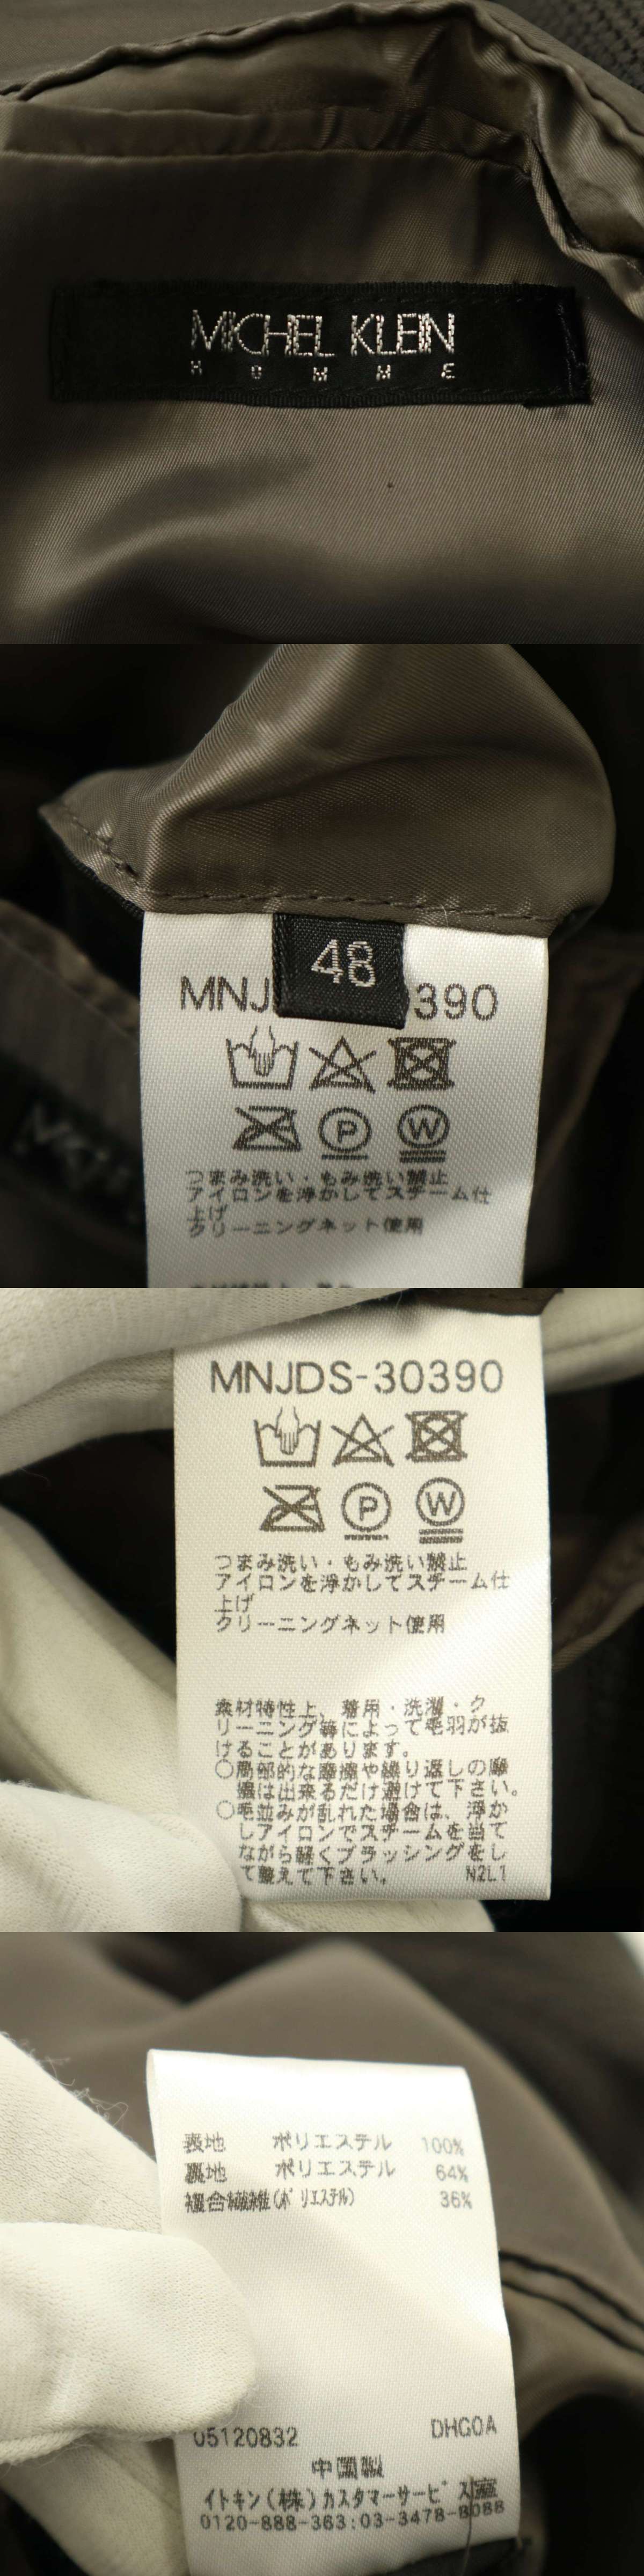 MICHEL KLEIN
HOMME
48
MNJ 390
P W
つまみ洗い・もみ洗い禁止
アイロンを浮かしてスチーム仕
上げ
クリーニングネット使用
MNJDS-30390
P W
つまみ洗い・もみ洗い禁止
アイロンを浮かしてスチーム仕
上げ
クリーニングネット使用
素材特性上、着用・洗濯・ク
リーニング等によって毛羽が抜
けることがあります。
○局部的な摩擦や繰り返しの摩
擦は出来るだけ避けて下さい。
○毛並みが乱れた場合は、浮か
しアイロンでスチームを当て
ながら軽くブラッシングをし
て整えて下さい。 N2L1
表地 ポリエステル 100%
裏地 ポリエステル 64%
複合繊維(ポリエステル) 36%
05120832 DHG0A
中国製
イトキン(株)カスタマーサービス室
0120-888-363:03-3478-8088